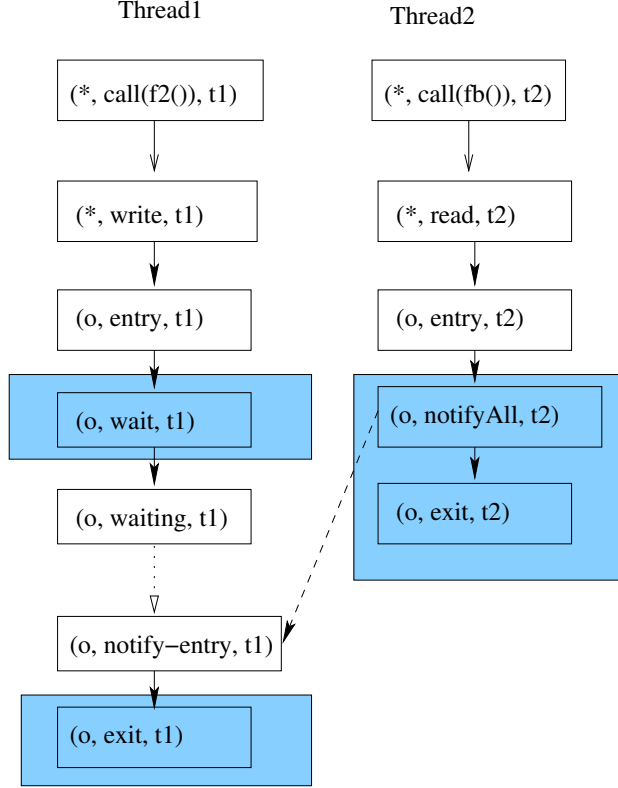 Thread1
(*, call(f2()), t1)
(*, write, t1)
(o, entry, t1)
(o, wait, t1)
(o, waiting, t1)
(o, notify−entry, t1)
(o, exit, t1)
Thread2
(*, call(fb()), t2)
(*, read, t2)
(o, entry, t2)
(o, notifyAll, t2)
(o, exit, t2)